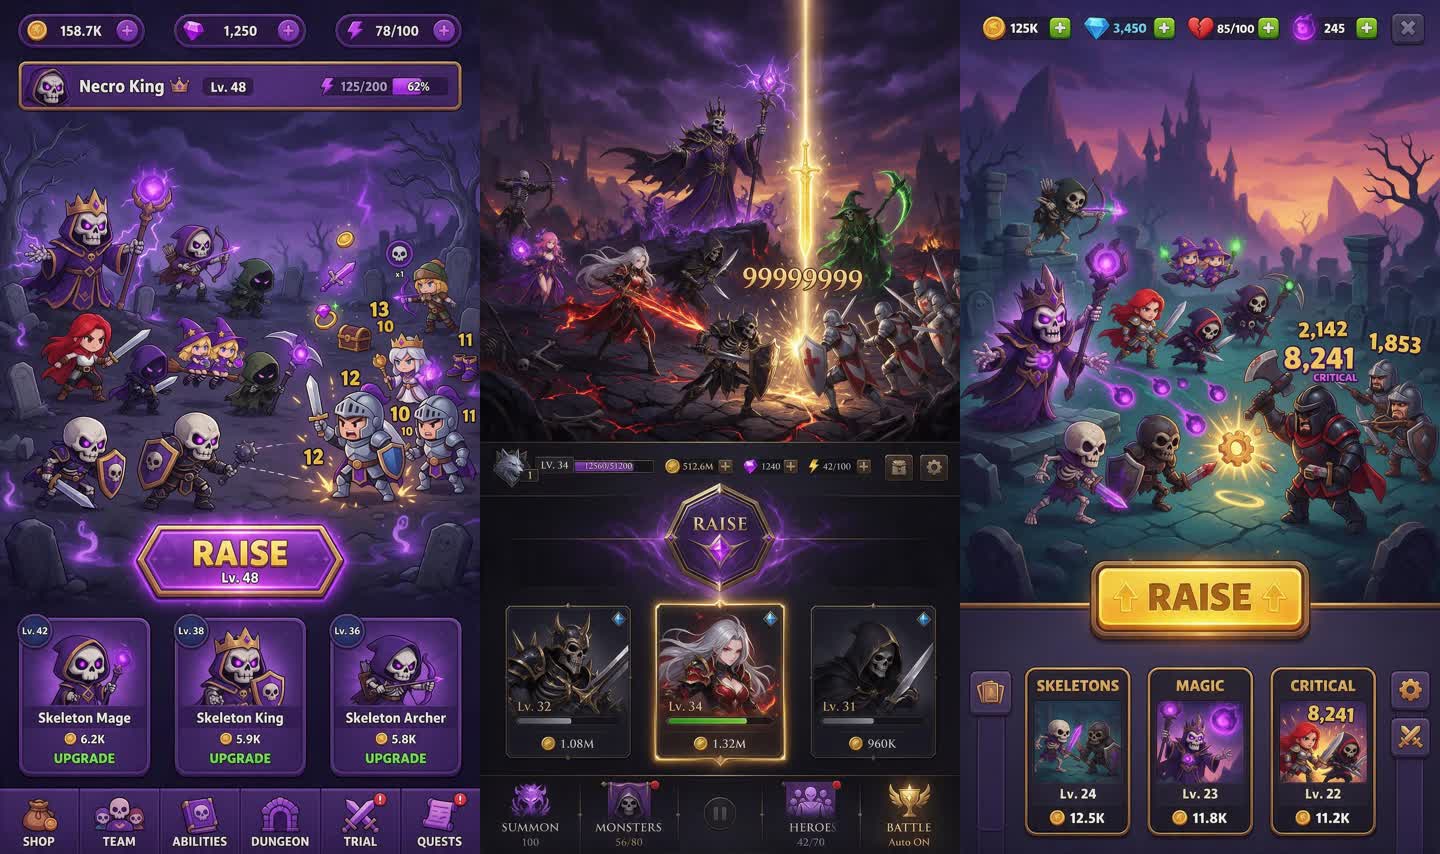 158.7K
1,250
78/100
Necro King
Lv. 48
125/200
62%
x1
13
10
11
12
10
10
11
12
RAISE
Lv. 48
Lv. 42
Skeleton Mage
6.2K
UPGRADE
Lv. 38
Skeleton King
5.9K
UPGRADE
Lv. 36
Skeleton Archer
5.8K
UPGRADE
SHOP
TEAM
ABILITIES
DUNGEON
TRIAL
!
QUESTS
!
99999999
1
LV. 34
12560/51200
512.6M
1240
42/100
RAISE
Lv. 32
1.08M
Lv. 34
1.32M
Lv. 31
960K
SUMMON
100
MONSTERS
56/80
HEROES
42/70
BATTLE
Auto ON
125K
3,450
85/100
245
2,142
8,241
CRITICAL
1,853
RAISE
SKELETONS
Lv. 24
12.5K
MAGIC
Lv. 23
11.8K
CRITICAL
8,241
Lv. 22
11.2K